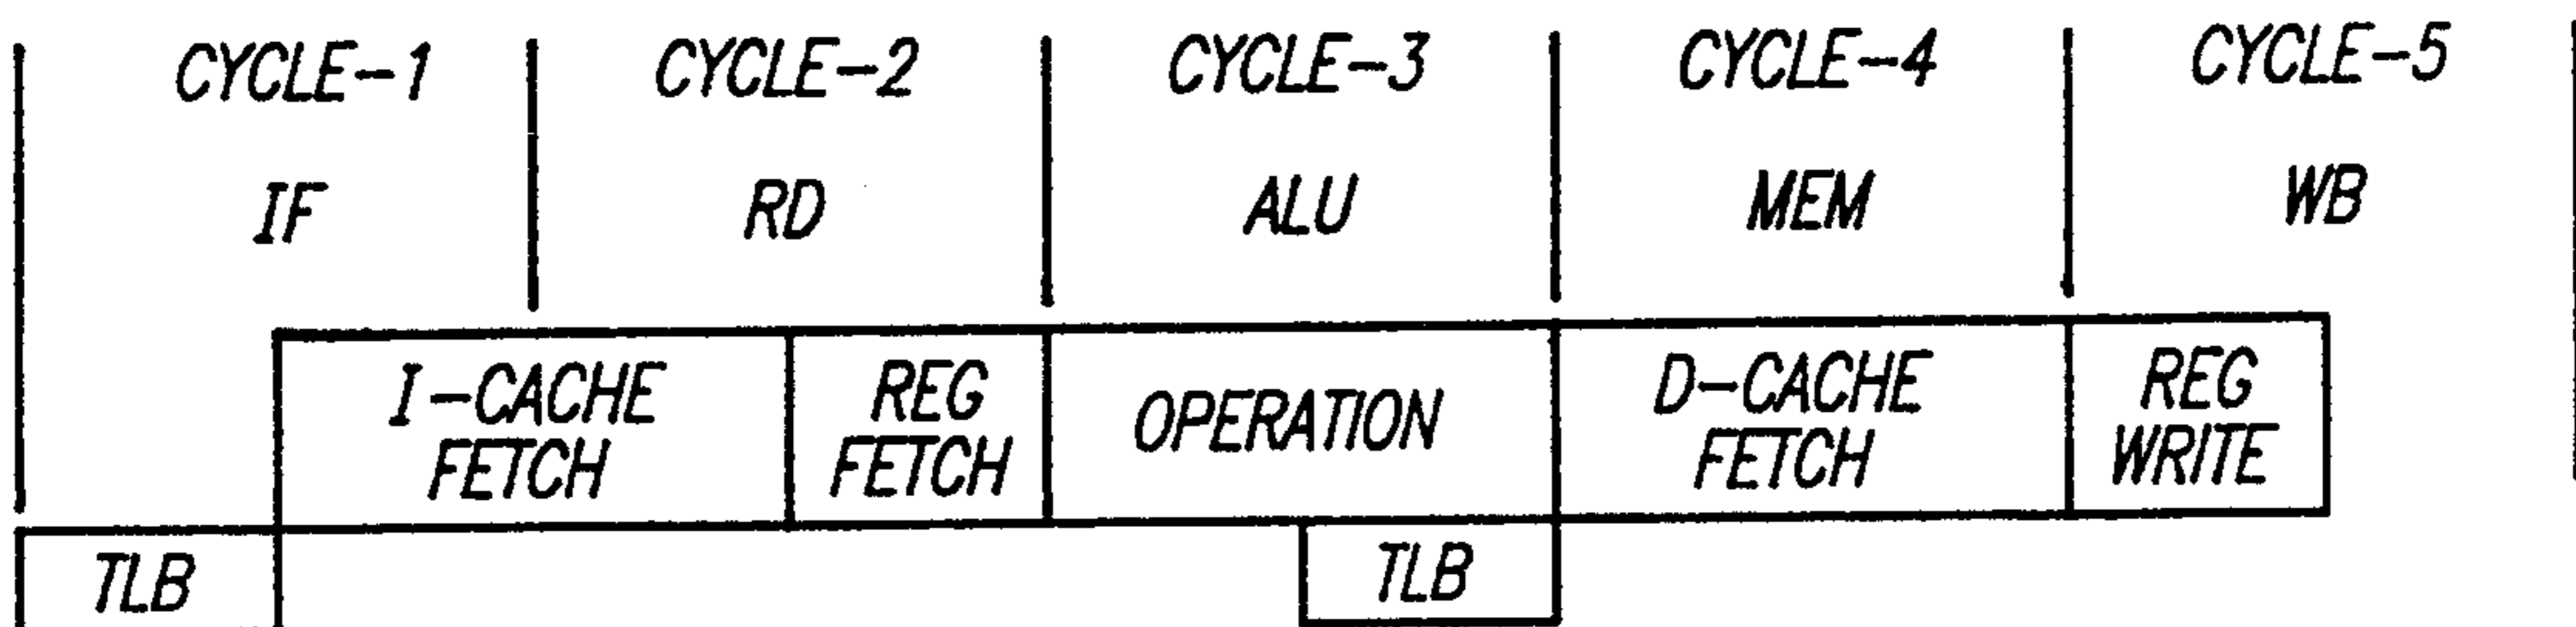 CYCLE-1 CYCLE-2 CYCLE-3 CYCLE-4 CYCLE-5
IF RD ALU MEM WB
I-CACHE FETCH REG FETCH OPERATION D-CACHE FETCH REG WRITE
TLB TLB